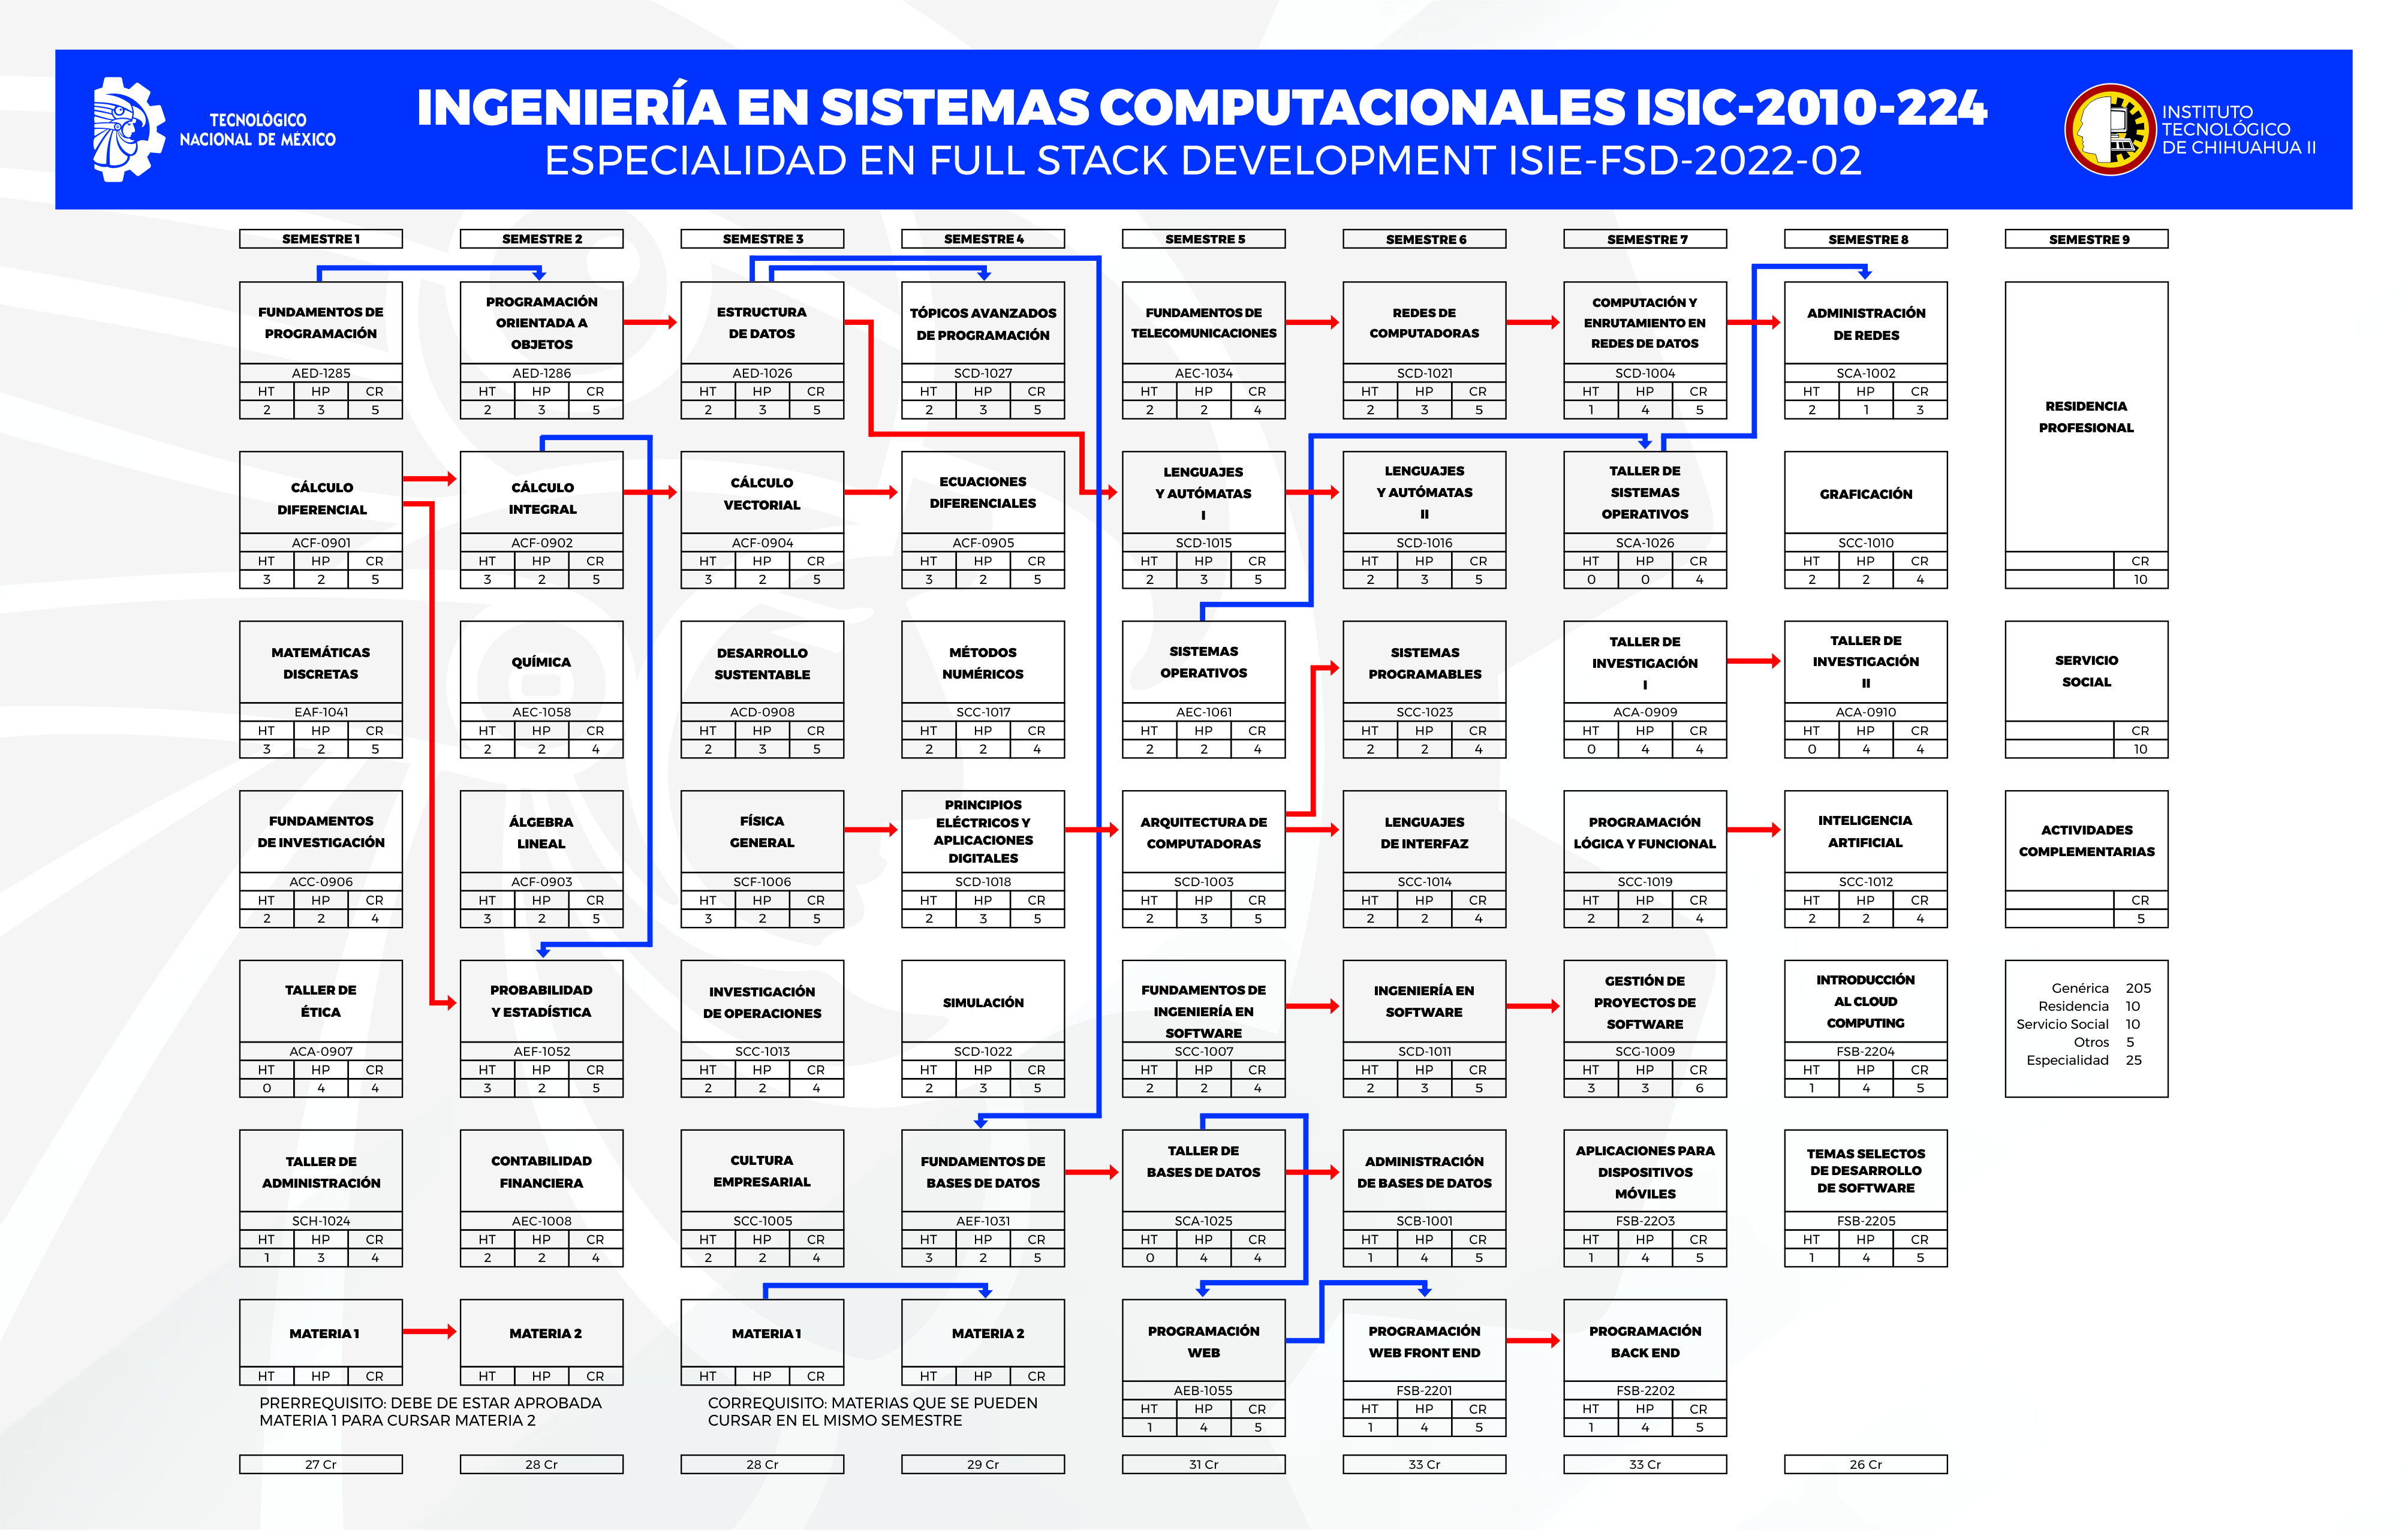 TECNOLÓGICO
NACIONAL DE MÉXICO
INGENIERÍA EN SISTEMAS COMPUTACIONALES ISIC-2010-224
ESPECIALIDAD EN FULL STACK DEVELOPMENT ISIE-FSD-2022-02
INSTITUTO
TECNOLÓGICO
DE CHIHUAHUA II
SEMESTRE 1
FUNDAMENTOS DE
PROGRAMACIÓN
AED-1285
HT HP CR
2 3 5
CÁLCULO
DIFERENCIAL
ACF-0901
HT HP CR
3 2 5
MATEMÁTICAS
DISCRETAS
EAF-1041
HT HP CR
3 2 5
FUNDAMENTOS
DE INVESTIGACIÓN
ACC-0906
HT HP CR
2 2 4
TALLER DE
ÉTICA
ACA-0907
HT HP CR
0 4 4
TALLER DE
ADMINISTRACIÓN
SCH-1024
HT HP CR
1 3 4
MATERIA 1
HT HP CR
SEMESTRE 2
PROGRAMACIÓN
ORIENTADA A
OBJETOS
AED-1286
HT HP CR
2 3 5
CÁLCULO
INTEGRAL
ACF-0902
HT HP CR
3 2 5
QUÍMICA
AEC-1058
HT HP CR
2 2 4
ÁLGEBRA
LINEAL
ACF-0903
HT HP CR
3 2 5
PROBABILIDAD
Y ESTADÍSTICA
AEF-1052
HT HP CR
3 2 5
CONTABILIDAD
FINANCIERA
AEC-1008
HT HP CR
2 2 4
MATERIA 2
HT HP CR
PRERREQUISITO: DEBE DE ESTAR APROBADA
MATERIA 1 PARA CURSAR MATERIA 2
27 Cr
28 Cr
SEMESTRE 3
ESTRUCTURA
DE DATOS
AED-1026
HT HP CR
2 3 5
CÁLCULO
VECTORIAL
ACF-0904
HT HP CR
3 2 5
DESARROLLO
SUSTENTABLE
ACD-0908
HT HP CR
2 3 5
FÍSICA
GENERAL
SCF-1006
HT HP CR
3 2 5
INVESTIGACIÓN
DE OPERACIONES
SCC-1013
HT HP CR
2 2 4
CULTURA
EMPRESARIAL
SCC-1005
HT HP CR
2 2 4
MATERIA 1
HT HP CR
SEMESTRE 4
TÓPICOS AVANZADOS
DE PROGRAMACIÓN
SCD-1027
HT HP CR
2 3 5
ECUACIONES
DIFERENCIALES
ACF-0905
HT HP CR
3 2 5
MÉTODOS
NUMÉRICOS
SCC-1017
HT HP CR
2 2 4
PRINCIPIOS
ELÉCTRICOS Y
APLICACIONES
DIGITALES
SCD-1018
HT HP CR
2 3 5
SIMULACIÓN
SCD-1022
HT HP CR
2 3 5
FUNDAMENTOS DE
BASES DE DATOS
AEF-1031
HT HP CR
3 2 5
MATERIA 2
HT HP CR
CORREQUISITO: MATERIAS QUE SE PUEDEN
CURSAR EN EL MISMO SEMESTRE
28 Cr
29 Cr
SEMESTRE 5
FUNDAMENTOS DE
TELECOMUNICACIONES
AEC-1034
HT HP CR
2 2 4
LENGUAJES
Y AUTÓMATAS
I
SCD-1015
HT HP CR
2 3 5
SISTEMAS
OPERATIVOS
AEC-1061
HT HP CR
2 2 4
ARQUITECTURA DE
COMPUTADORAS
SCD-1003
HT HP CR
2 3 5
FUNDAMENTOS DE
INGENIERÍA EN
SOFTWARE
SCC-1007
HT HP CR
2 2 4
TALLER DE
BASES DE DATOS
SCA-1025
HT HP CR
0 4 4
PROGRAMACIÓN
WEB
AEB-1055
HT HP CR
1 4 5
31 Cr
SEMESTRE 6
REDES DE
COMPUTADORAS
SCD-1021
HT HP CR
2 3 5
LENGUAJES
Y AUTÓMATAS
II
SCD-1016
HT HP CR
2 3 5
SISTEMAS
PROGRAMABLES
SCC-1023
HT HP CR
2 2 4
LENGUAJES
DE INTERFAZ
SCC-1014
HT HP CR
2 2 4
INGENIERÍA EN
SOFTWARE
SCD-1011
HT HP CR
2 3 5
ADMINISTRACIÓN
DE BASES DE DATOS
SCB-1001
HT HP CR
1 4 5
PROGRAMACIÓN
WEB FRONT END
FSB-2201
HT HP CR
1 4 5
33 Cr
SEMESTRE 7
COMPUTACIÓN Y
ENRUTAMIENTO EN
REDES DE DATOS
SCD-1004
HT HP CR
1 4 5
TALLER DE
SISTEMAS
OPERATIVOS
SCA-1026
HT HP CR
0 0 4
TALLER DE
INVESTIGACIÓN
I
ACA-0909
HT HP CR
0 4 4
PROGRAMACIÓN
LÓGICA Y FUNCIONAL
SCC-1019
HT HP CR
2 2 4
GESTIÓN DE
PROYECTOS DE
SOFTWARE
SCG-1009
HT HP CR
3 3 6
APLICACIONES PARA
DISPOSITIVOS
MÓVILES
FSB-22O3
HT HP CR
1 4 5
PROGRAMACIÓN
BACK END
FSB-2202
HT HP CR
1 4 5
33 Cr
SEMESTRE 8
ADMINISTRACIÓN
DE REDES
SCA-1002
HT HP CR
2 1 3
GRAFICACIÓN
SCC-1010
HT HP CR
2 2 4
TALLER DE
INVESTIGACIÓN
II
ACA-0910
HT HP CR
0 4 4
INTELIGENCIA
ARTIFICIAL
SCC-1012
HT HP CR
2 2 4
INTRODUCCIÓN
AL CLOUD
COMPUTING
FSB-2204
HT HP CR
1 4 5
TEMAS SELECTOS
DE DESARROLLO
DE SOFTWARE
FSB-2205
HT HP CR
1 4 5
26 Cr
SEMESTRE 9
RESIDENCIA
PROFESIONAL
CR
10
SERVICIO
SOCIAL
CR
10
ACTIVIDADES
COMPLEMENTARIAS
CR
5
Genérica 205
Residencia 10
Servicio Social 10
Otros 5
Especialidad 25